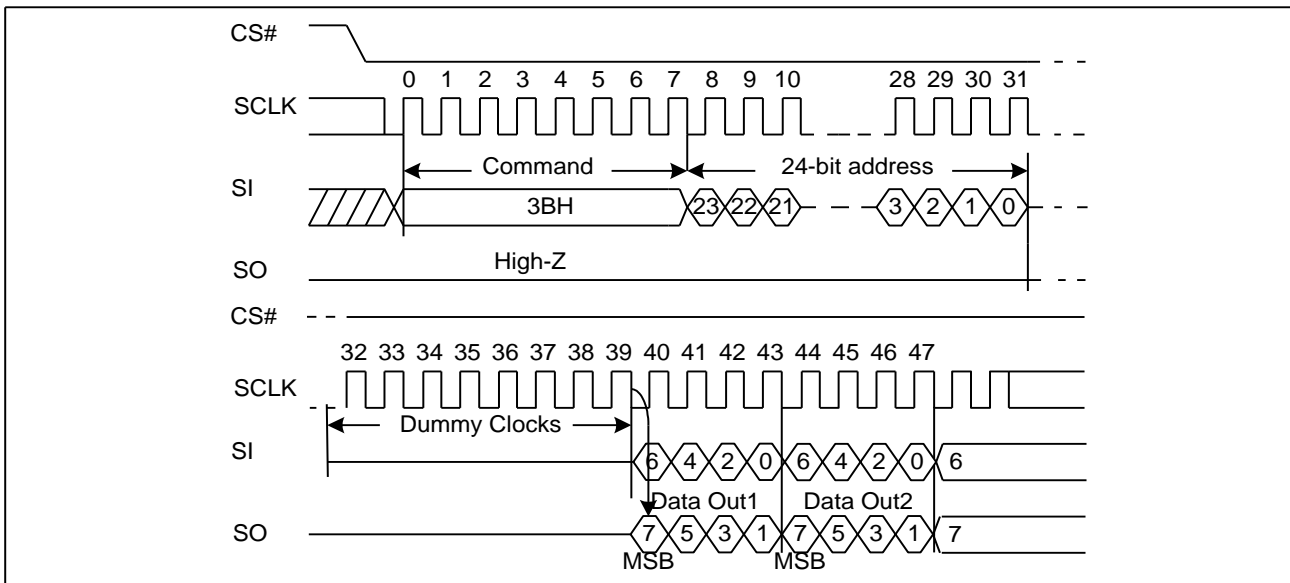 CS#
0 1 2 3 4 5 6 7 8 9 10 28 29 30 31
SCLK
Command 24-bit address
SI
3BH 23 22 21 3 2 1 0
High-Z
SO
CS#
32 33 34 35 36 37 38 39 40 41 42 43 44 45 46 47
SCLK
Dummy Clocks
SI
6 4 2 0 6 4 2 0 6
Data Out1 Data Out2
SO
7 5 3 1 7 5 3 1 7
MSB MSB